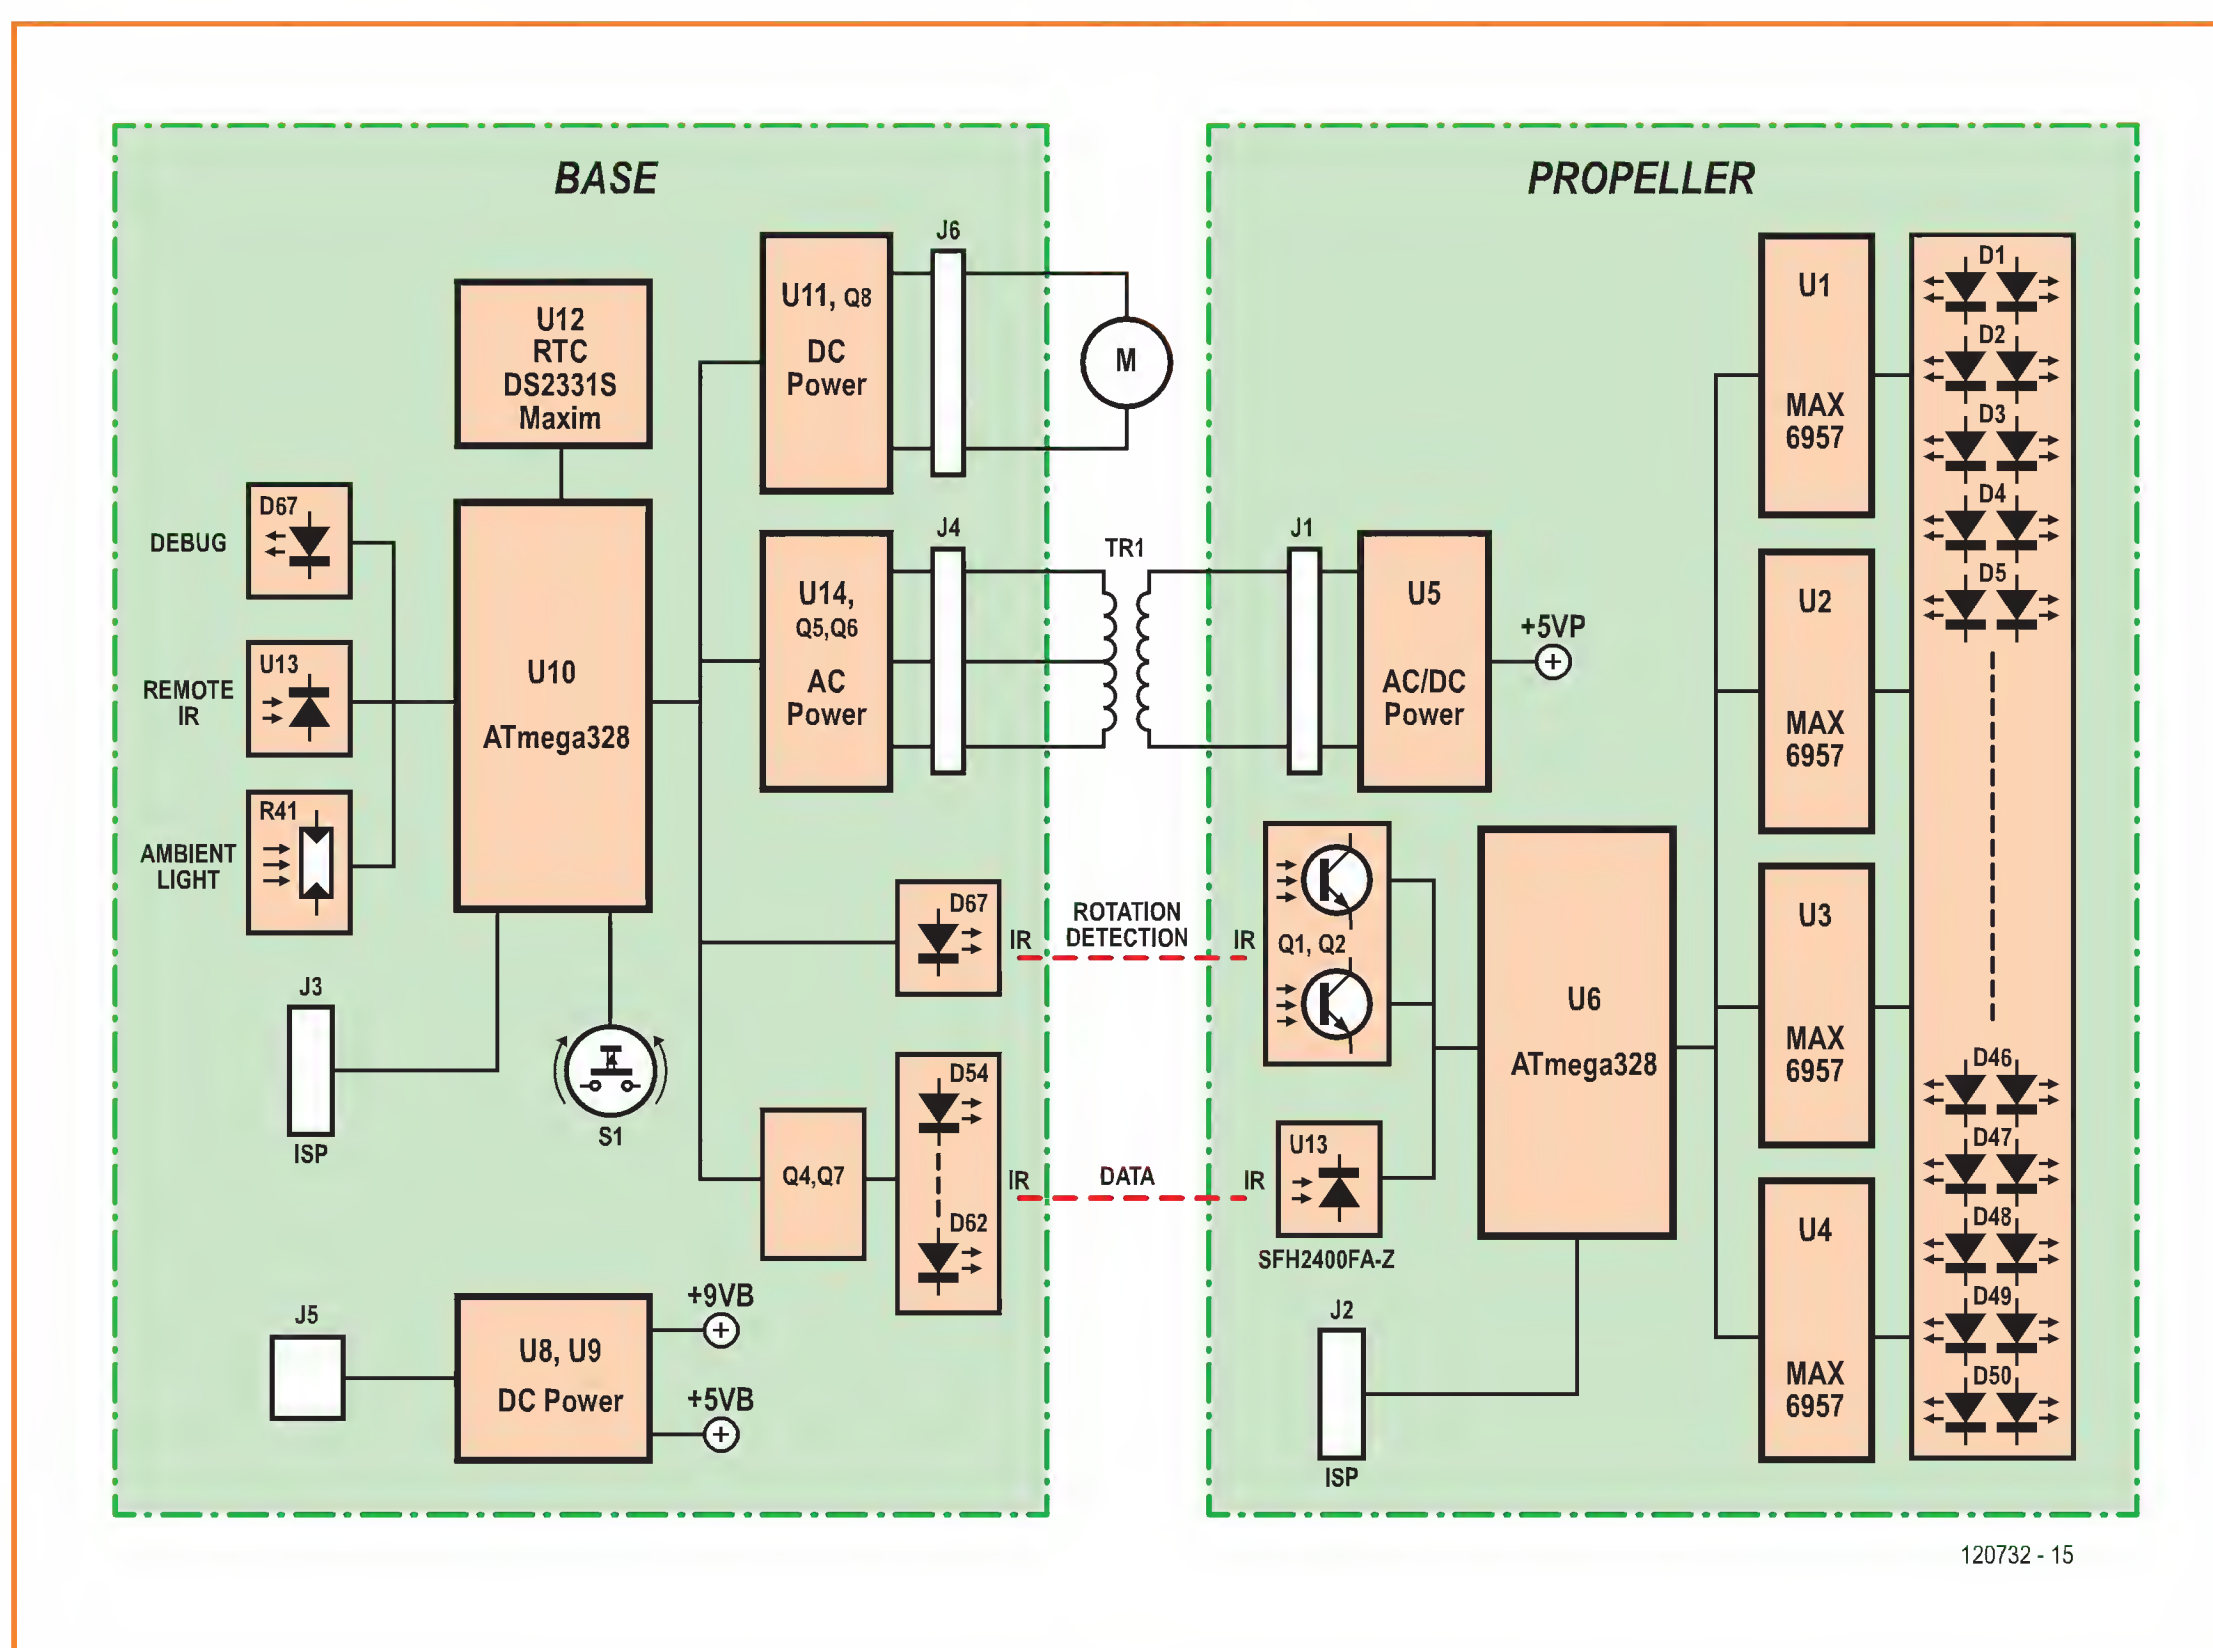 BASE
PROPELLER
J6
U11, Q8
DC
Power
M
U12
RTC
DS2331S
Maxim
D67
DEBUG
U13
REMOTE
IR
R41
AMBIENT
LIGHT
U10
ATmega328
J4
U14,
Q5,Q6
AC
Power
TR1
J1
U5
AC/DC
Power
+5VP
D67
IR
ROTATION
DETECTION
IR
Q1, Q2
J3
ISP
S1
Q4,Q7
D54
D62
IR
DATA
IR
U13
SFH2400FA-Z
U6
ATmega328
J2
ISP
J5
U8, U9
DC Power
+9VB
+5VB
U1
MAX
6957
U2
MAX
6957
U3
MAX
6957
U4
MAX
6957
D1
D2
D3
D4
D5
D46
D47
D48
D49
D50
120732 - 15